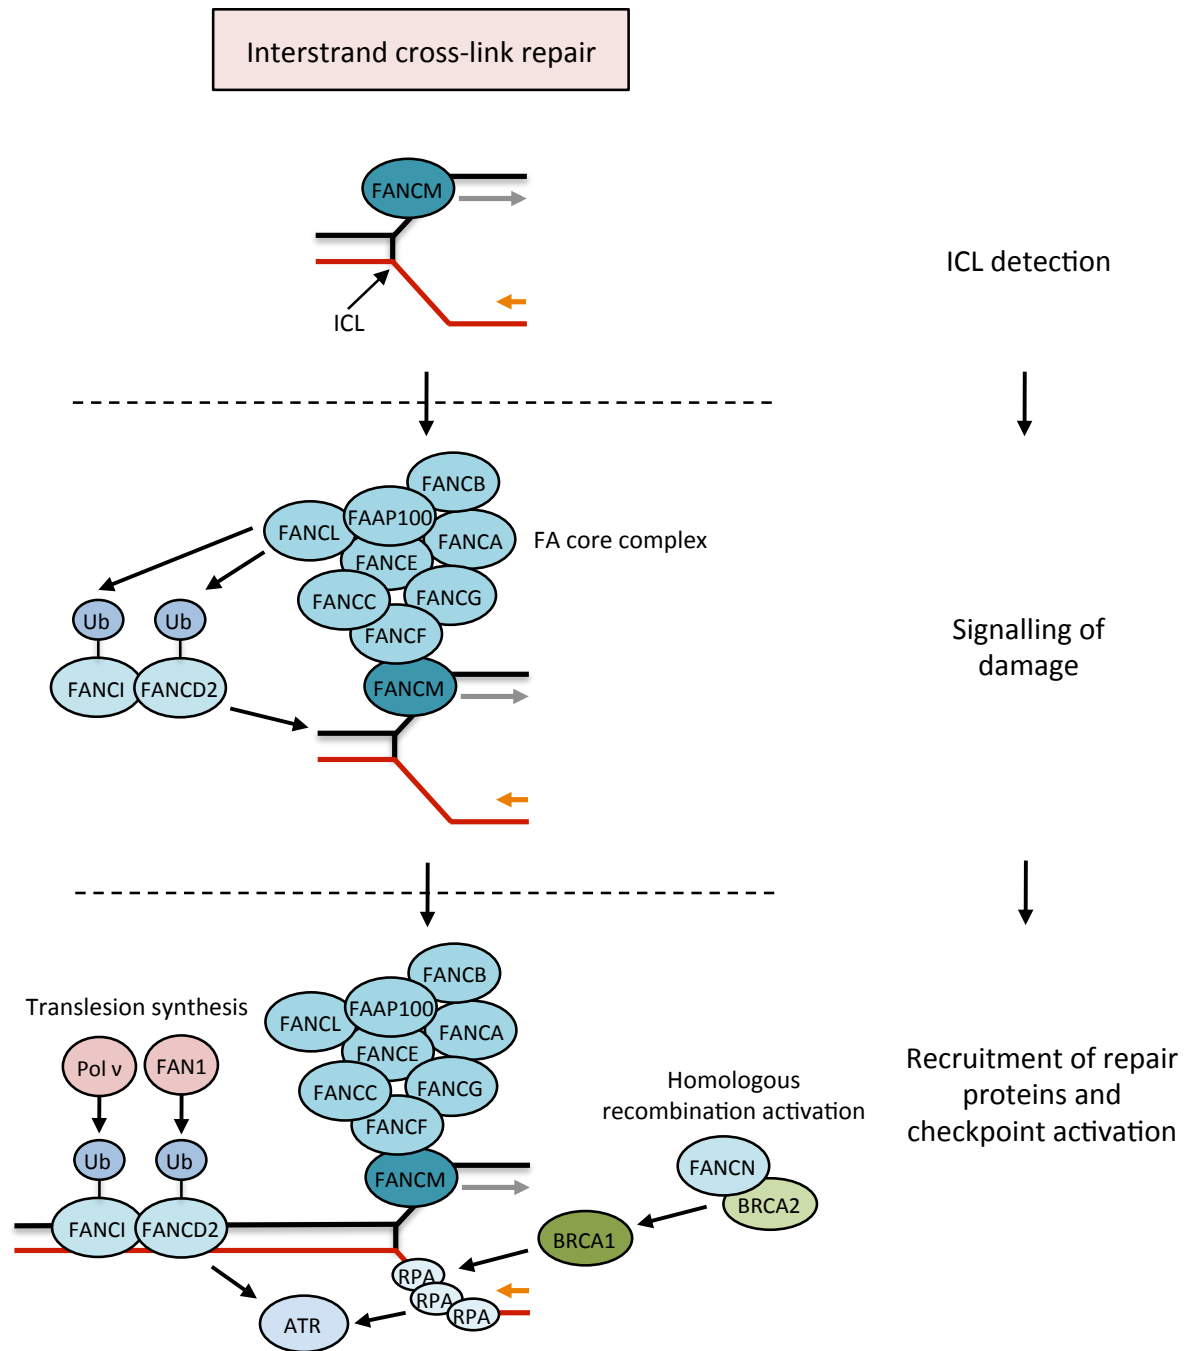 Interstrand cross-link repair
FANCM
ICL
ICL detection
FANCB
FAAP100
FANCL
FANCA
FA core complex
FANCE
FANCC
FANCG
Ub
Ub
FANCF
FANCI
FANCD2
FANCM
Signalling of
damage
Translesion synthesis
FANCB
FAAP100
FANCL
FANCA
FANCE
Pol ν
FAN1
FANCC
FANCG
FANCF
Ub
Ub
FANCM
FANCI
FANCD2
Homologous
recombination activation
FANCN
BRCA2
BRCA1
RPA
RPA
RPA
ATR
Recruitment of repair
proteins and
checkpoint activation